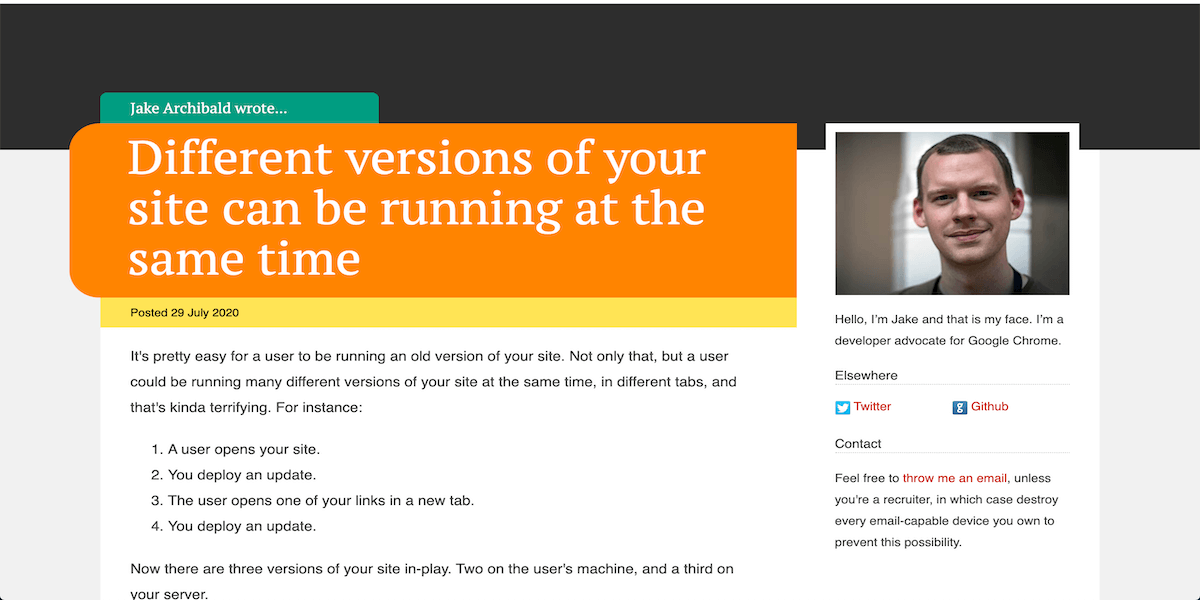 Jake Archibald wrote...
Different versions of your
site can be running at the
same time
Posted 29 July 2020
It's pretty easy for a user to be running an old version of your site. Not only that, but a user
could be running many different versions of your site at the same time, in different tabs, and
that's kinda terrifying. For instance:
1. A user opens your site.
2. You deploy an update.
3. The user opens one of your links in a new tab.
4. You deploy an update.
Now there are three versions of your site in-play. Two on the user's machine, and a third on
your server.
Hello, I’m Jake and that is my face. I’m a
developer advocate for Google Chrome.
Elsewhere
Twitter
Github
Contact
Feel free to throw me an email, unless
you're a recruiter, in which case destroy
every email-capable device you own to
prevent this possibility.